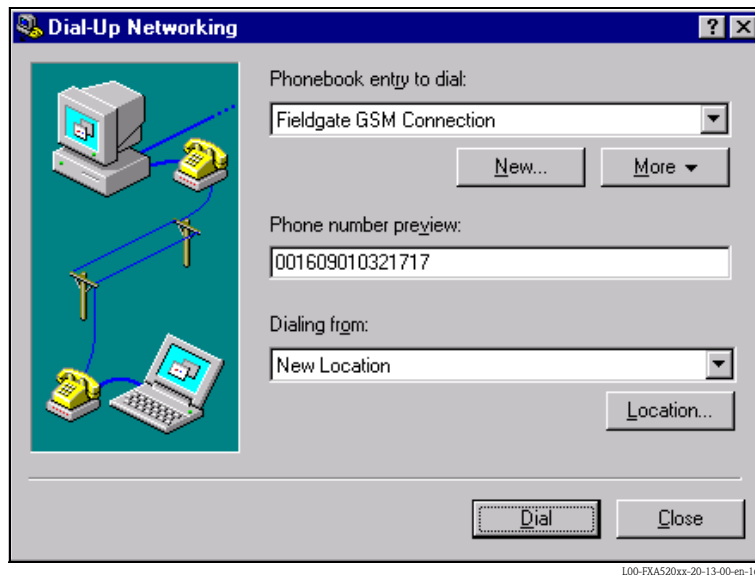 Dial-Up Networking
Phonebook entry to dial:
Fieldgate GSM Connection
New... More
Phone number preview:
001609010321717
Dialing from:
New Location
Location...
Dial Close